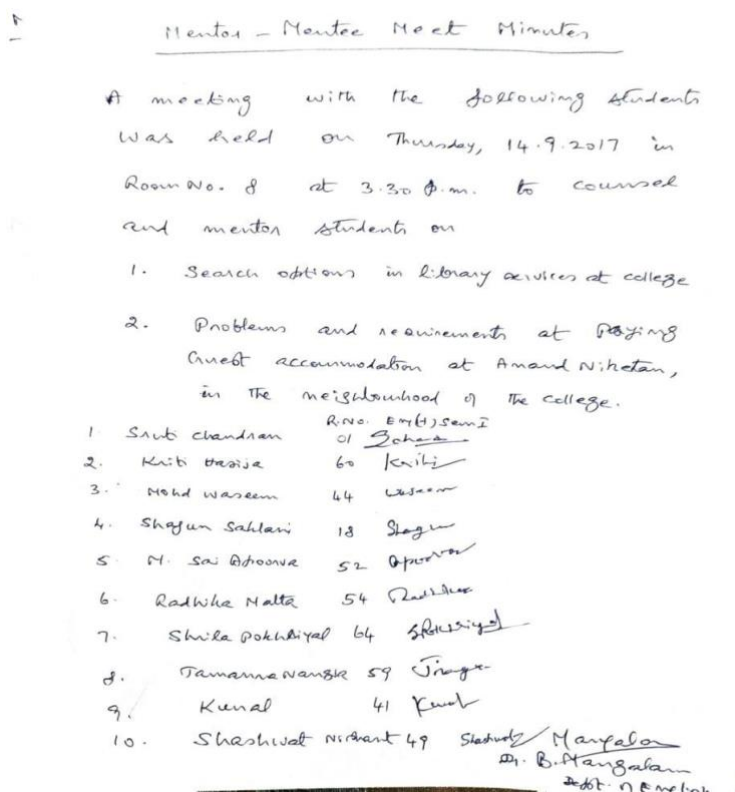 Mentor - Mentee Meet Minutes
A meeting with the following students
was held on Thursday, 14.9.2017 in
Room No. 8 at 3.30 p.m. to counsel
and mentor students on
1. Search options in library services at college
2. Problems and requirements at Paying
Guest accommodation at Anand Niketan,
in the neighbourhood of the college.
R.No. Eng(H) Sem I
1 Sruti Chandran 01
2. Kriti Hasija 60 Kriti
3. Mohd Waseem 44 Waseem
4. Shagun Sahlani 18 Shagun
5 M. Sai Apoorva 52 Apoorva
6. Radhika Malta 54 Radhika
7. Shrila Pokhriyal 64
8. Tamanna 59
9. Kunal 41 Kunal
10. Shashwat Nishant 49 Shashwat Mangalam
Dr. B. Mangalam
Dept. of English